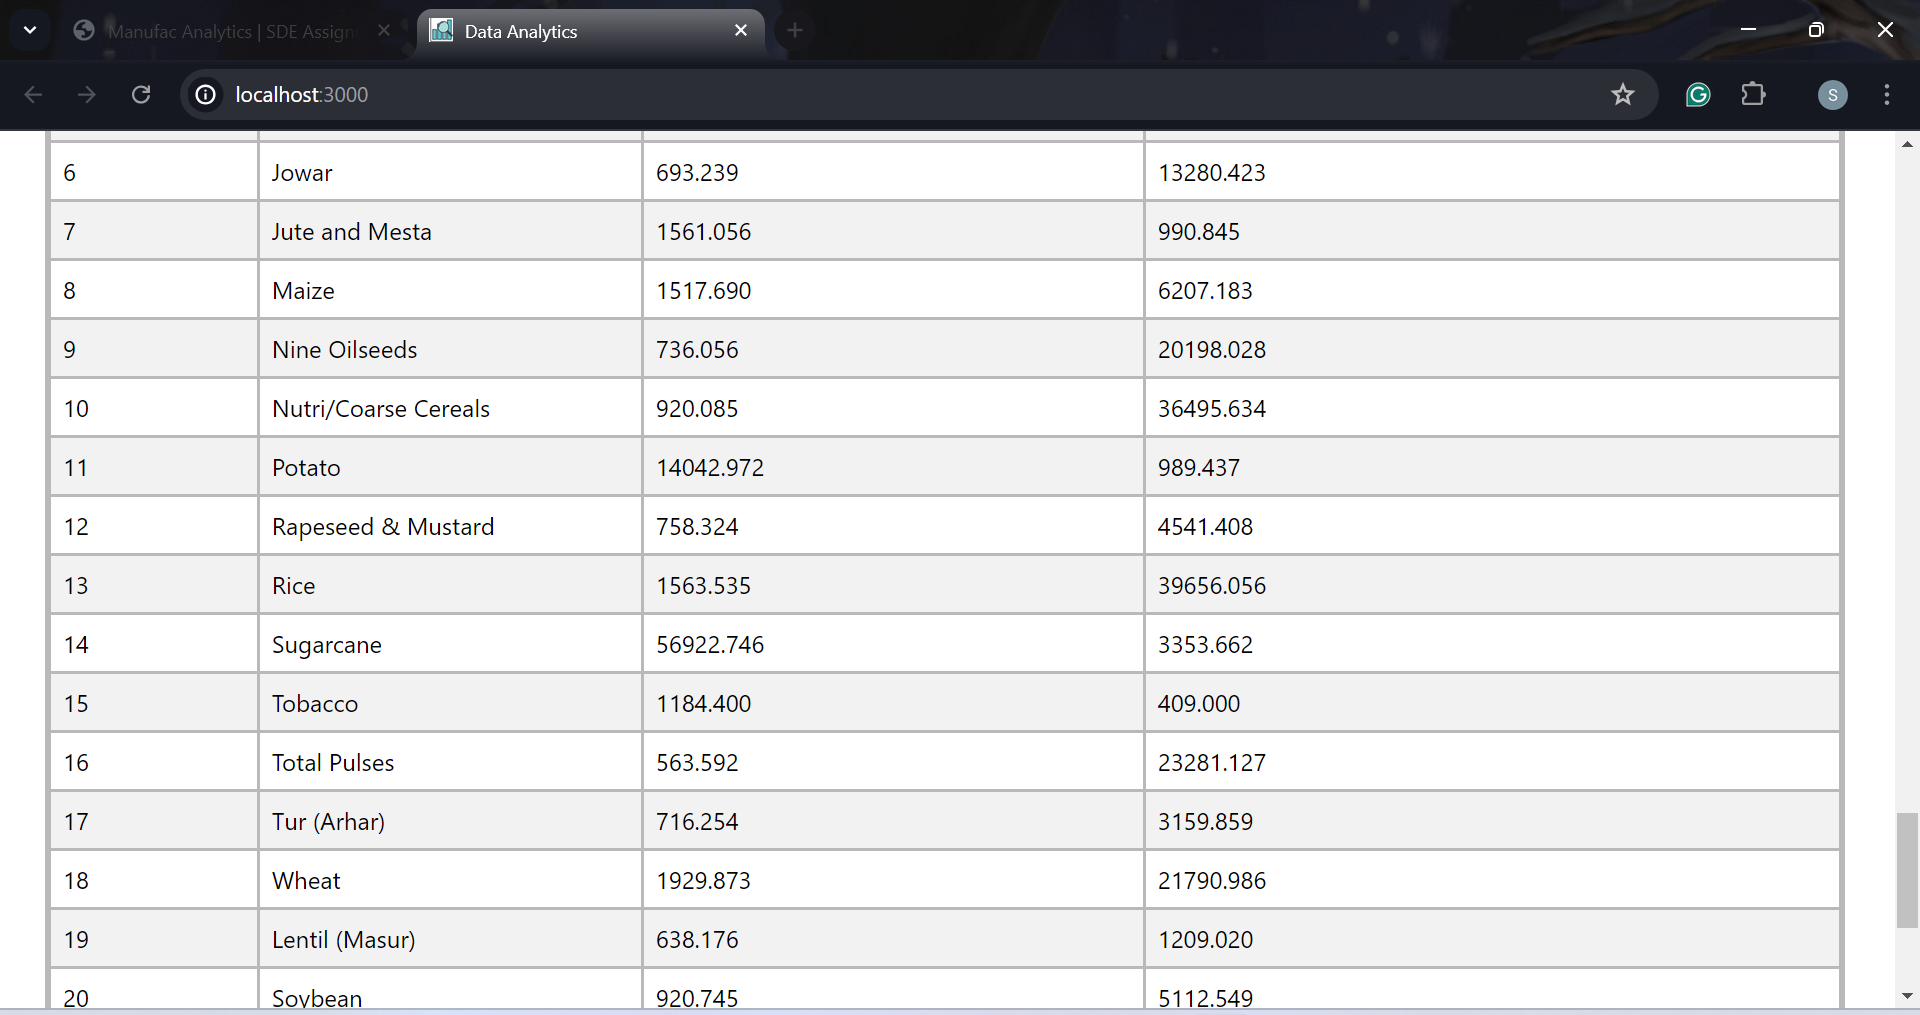 Manufac Analytics | SDE Assign
Data Analytics
localhost:3000
S
6 Jowar 693.239 13280.423
7 Jute and Mesta 1561.056 990.845
8 Maize 1517.690 6207.183
9 Nine Oilseeds 736.056 20198.028
10 Nutri/Coarse Cereals 920.085 36495.634
11 Potato 14042.972 989.437
12 Rapeseed & Mustard 758.324 4541.408
13 Rice 1563.535 39656.056
14 Sugarcane 56922.746 3353.662
15 Tobacco 1184.400 409.000
16 Total Pulses 563.592 23281.127
17 Tur (Arhar) 716.254 3159.859
18 Wheat 1929.873 21790.986
19 Lentil (Masur) 638.176 1209.020
20 Soybean 920.745 5112.549